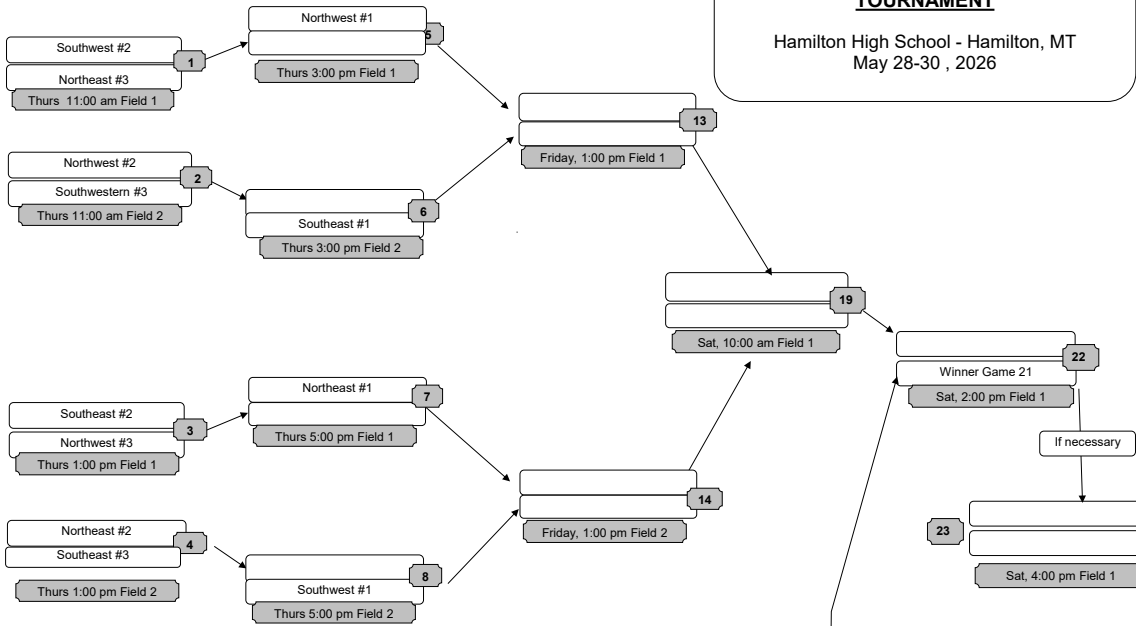 TOURNAMENT
Hamilton High School - Hamilton, MT
May 28-30 , 2026
Northwest #1
5
Southwest #2
1
Northeast #3
Thurs 3:00 pm Field 1
Thurs 11:00 am Field 1
13
Northwest #2
Friday, 1:00 pm Field 1
2
Southwestern #3
Thurs 11:00 am Field 2
6
Southeast #1
Thurs 3:00 pm Field 2
19
Sat, 10:00 am Field 1
22
Winner Game 21
Sat, 2:00 pm Field 1
Northeast #1
7
Southeast #2
3
Northwest #3
Thurs 5:00 pm Field 1
Thurs 1:00 pm Field 1
If necessary
14
Northeast #2
Friday, 1:00 pm Field 2
23
4
Southeast #3
8
Sat, 4:00 pm Field 1
Southwest #1
Thurs 1:00 pm Field 2
Thurs 5:00 pm Field 2